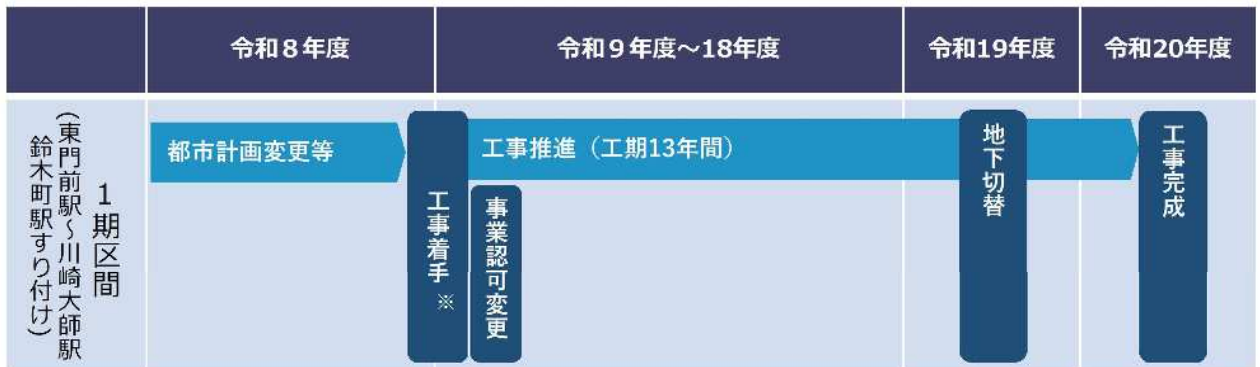 令和８年度
令和９年度～18年度
令和19年度
令和20年度
１期区間
（東門前駅～川崎大師駅
鈴木町駅すり付け）
都市計画変更等
工事着手※
工事推進（工期13年間）
事業認可変更
地下切替
工事完成